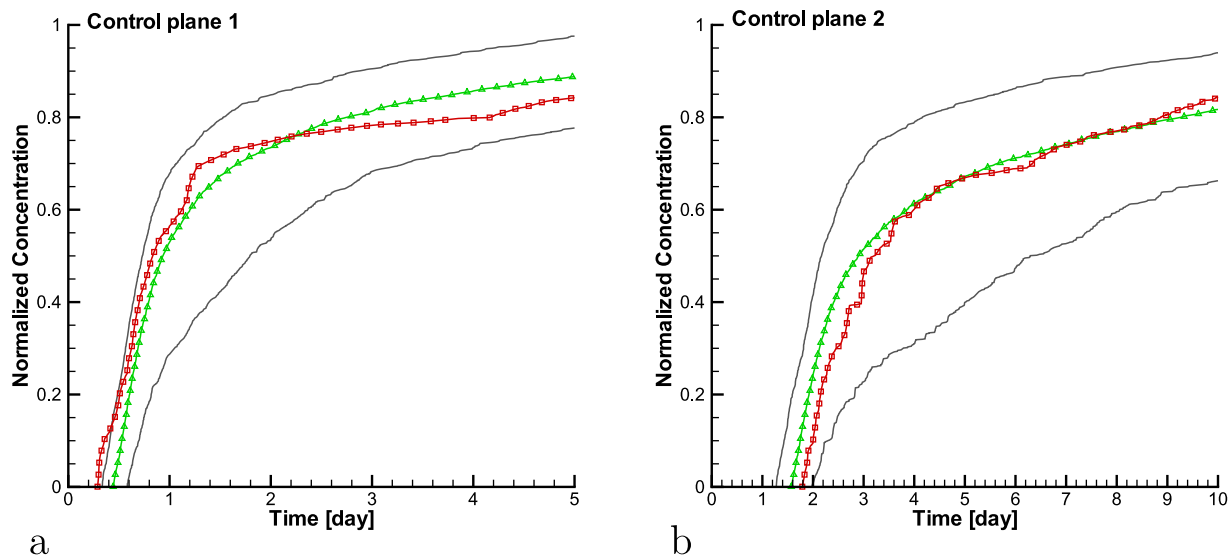 Control plane 1
Normalized Concentration
1
0.8
0.6
0.4
0.2
0
0 1 2 3 4 5
Time [day]
a
Control plane 2
Normalized Concentration
1
0.8
0.6
0.4
0.2
0
0 1 2 3 4 5 6 7 8 9 10
Time [day]
b